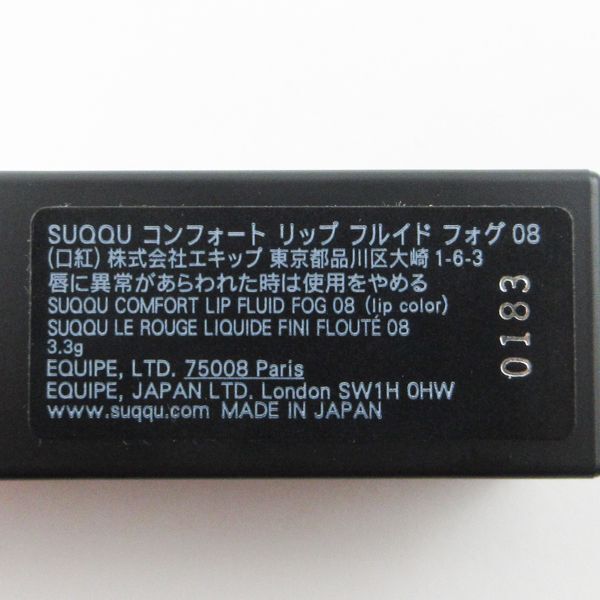 SUQQU コンフォート リップ フルイド フォグ 08
(口紅) 株式会社エキップ 東京都品川区大崎1-6-3
唇に異常があらわれた時は使用をやめる
SUQQU COMFORT LIP FLUID FOG 08 (lip color)
SUQQU LE ROUGE LIQUIDE FINI FLOUTÉ 08
3.3g
EQUIPE, LTD. 75008 Paris
EQUIPE, JAPAN LTD. London SW1H 0HW
www.suqqu.com MADE IN JAPAN
0183